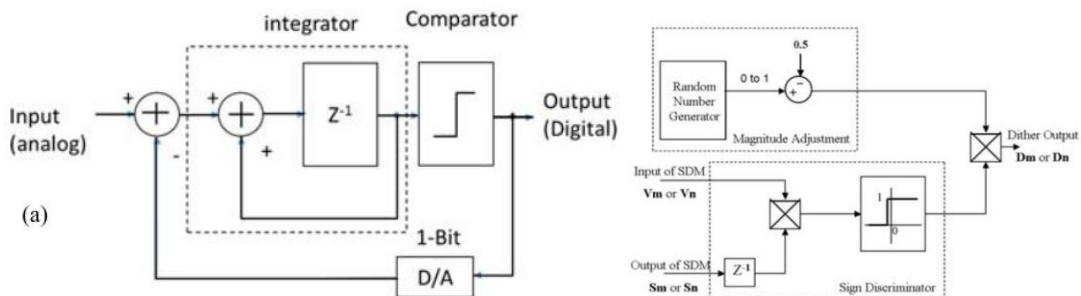 integrator
Comparator
Input
(analog)
+
+
-
+
+
+
Z-1
Output
(Digital)
(a)
1-Bit
D/A
0.5
Random
Number
Generator
0 to 1
−
+
Magnitude Adjustment
Dither Output
Dm or Dn
Input of SDM
Vm or Vn
1
0
Output of SDM
Sm or Sn
Z-1
Sign Discriminator